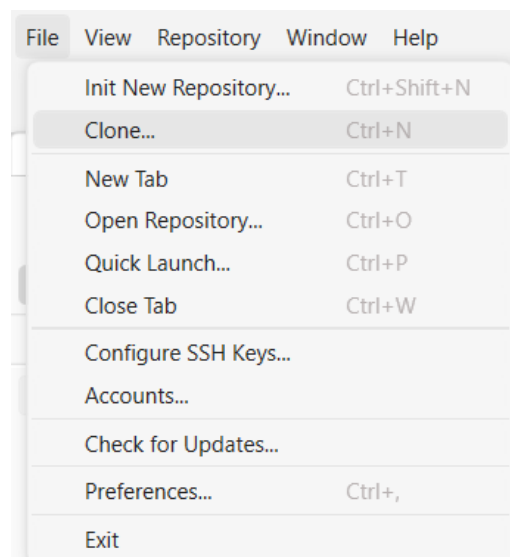 File View Repository Window Help
Init New Repository... Ctrl+Shift+N
Clone... Ctrl+N
New Tab Ctrl+T
Open Repository... Ctrl+O
Quick Launch... Ctrl+P
Close Tab Ctrl+W
Configure SSH Keys...
Accounts...
Check for Updates...
Preferences... Ctrl+,
Exit